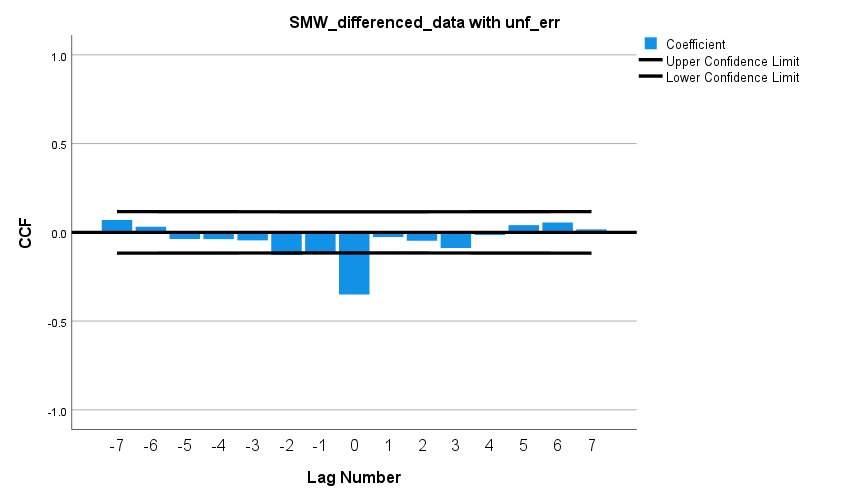 SMW_differenced_data with unf_err
Coefficient
Upper Confidence Limit
Lower Confidence Limit
1.0
0.5
0.0
-0.5
-1.0
CCF
-7 -6 -5 -4 -3 -2 -1 0 1 2 3 4 5 6 7
Lag Number